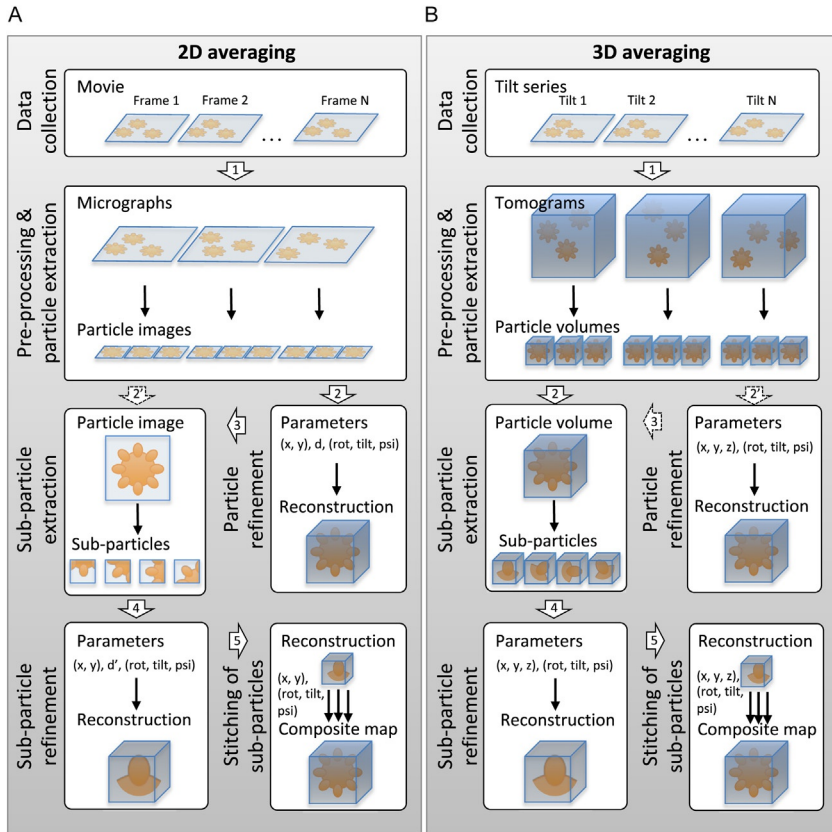 A
2D averaging
Data
collection
Movie
Frame 1 Frame 2 Frame N
...
1
Pre-processing &
particle extraction
Micrographs
Particle images
2' 2
Sub-particle
extraction
Particle image
Sub-particles
3
Particle
refinement
Parameters
(x, y), d, (rot, tilt, psi)
Reconstruction
4
Sub-particle
refinement
Parameters
(x, y), d', (rot, tilt, psi)
Reconstruction
5
Stitching of
sub-particles
Reconstruction
(x, y),
(rot, tilt,
psi)
Composite map
B
3D averaging
Data
collection
Tilt series
Tilt 1 Tilt 2 Tilt N
...
1
Pre-processing &
particle extraction
Tomograms
Particle volumes
2 2'
Sub-particle
extraction
Particle volume
Sub-particles
3
Particle
refinement
Parameters
(x, y, z), (rot, tilt, psi)
Reconstruction
4
Sub-particle
refinement
Parameters
(x, y, z), (rot, tilt, psi)
Reconstruction
5
Stitching of
sub-particles
Reconstruction
(x, y, z),
(rot, tilt,
psi)
Composite map